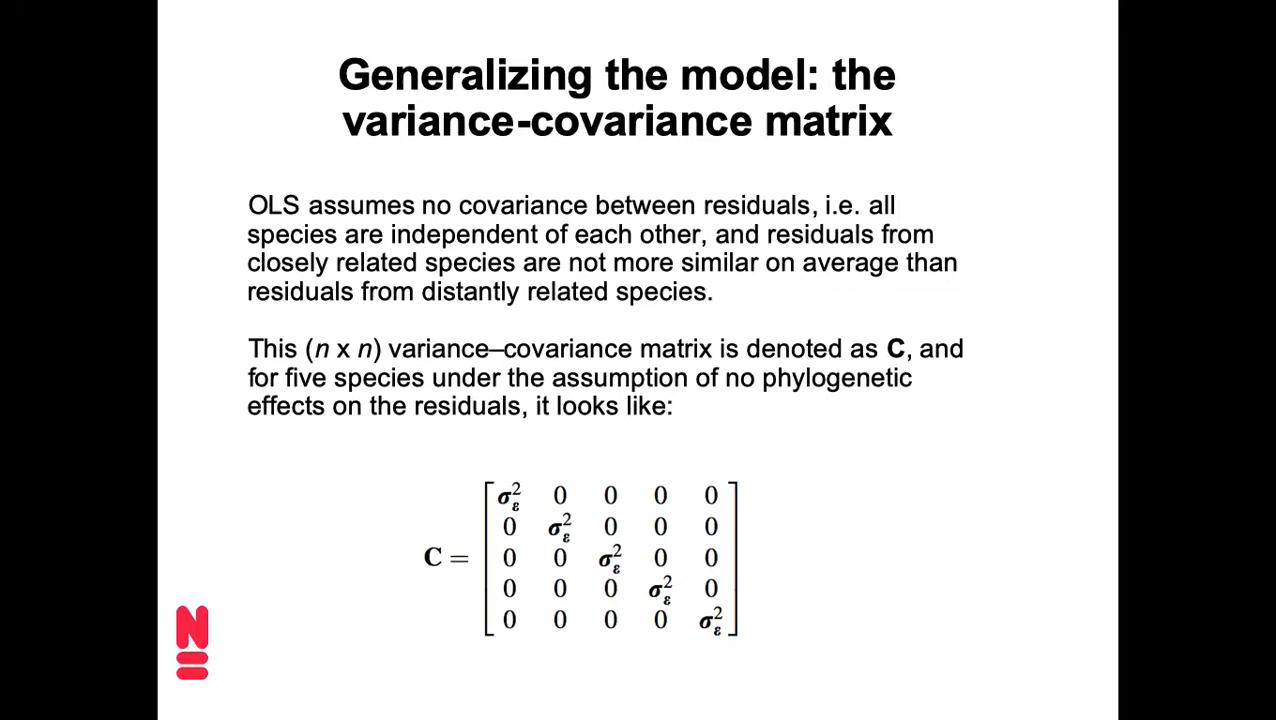 Generalizing the model: the
variance-covariance matrix
OLS assumes no covariance between residuals, i.e. all
species are independent of each other, and residuals from
closely related species are not more similar on average than
residuals from distantly related species.
This (n x n) variance–covariance matrix is denoted as C, and
for five species under the assumption of no phylogenetic
effects on the residuals, it looks like:
σ²ε 0 0 0 0
0 σ²ε 0 0 0
C = 0 0 σ²ε 0 0
0 0 0 σ²ε 0
0 0 0 0 σ²ε
N